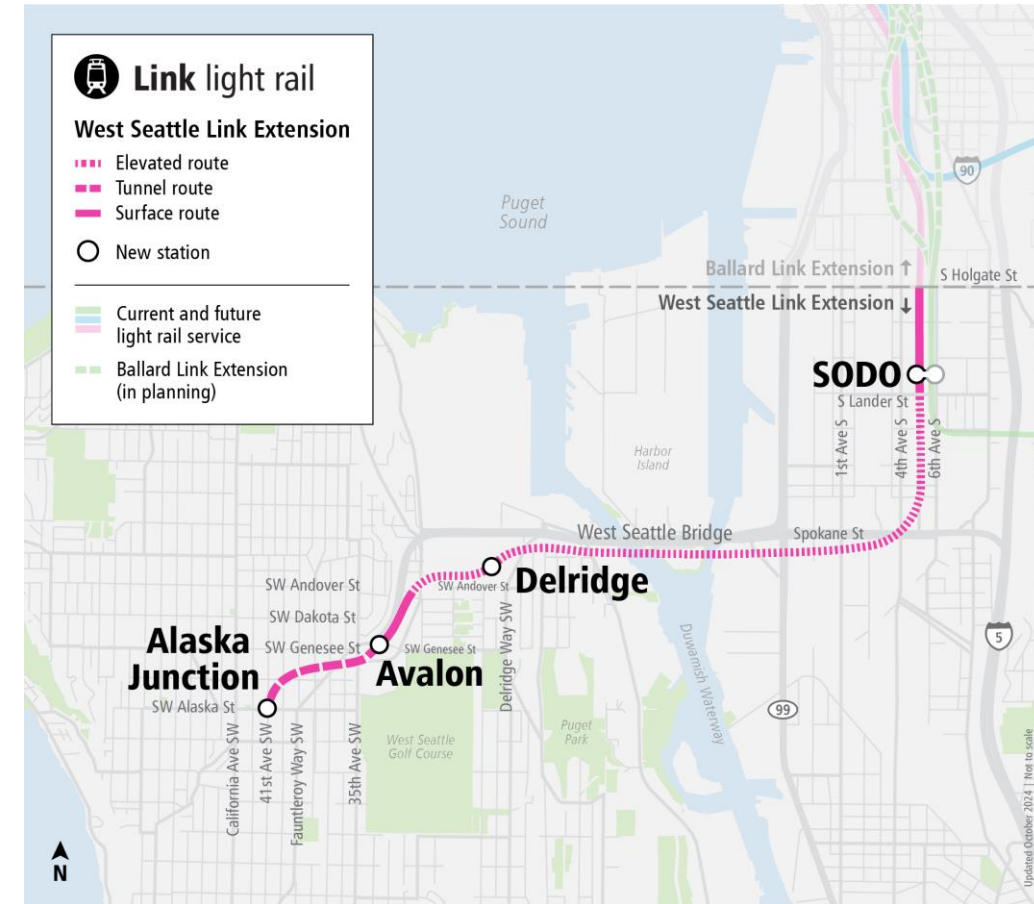 Link light rail
West Seattle Link Extension
Elevated route
Tunnel route
Surface route
New station
Current and future
light rail service
Ballard Link Extension
(in planning)
Puget
Sound
90
Ballard Link Extension ↑
S Holgate St
West Seattle Link Extension ↓
SODO
S Lander St
1st Ave S
4th Ave S
6th Ave S
Harbor
Island
West Seattle Bridge
Spokane St
SW Andover St
SW Andover St
Delridge
SW Dakota St
Alaska
Junction
SW Genesee St
SW Genesee St
Avalon
Delridge Way SW
Duwamish Waterway
5
SW Alaska St
99
California Ave SW
41st Ave SW
Fauntleroy Way SW
35th Ave SW
West Seattle
Golf Course
Puget
Park
N
Updated October 2024 | Not to scale